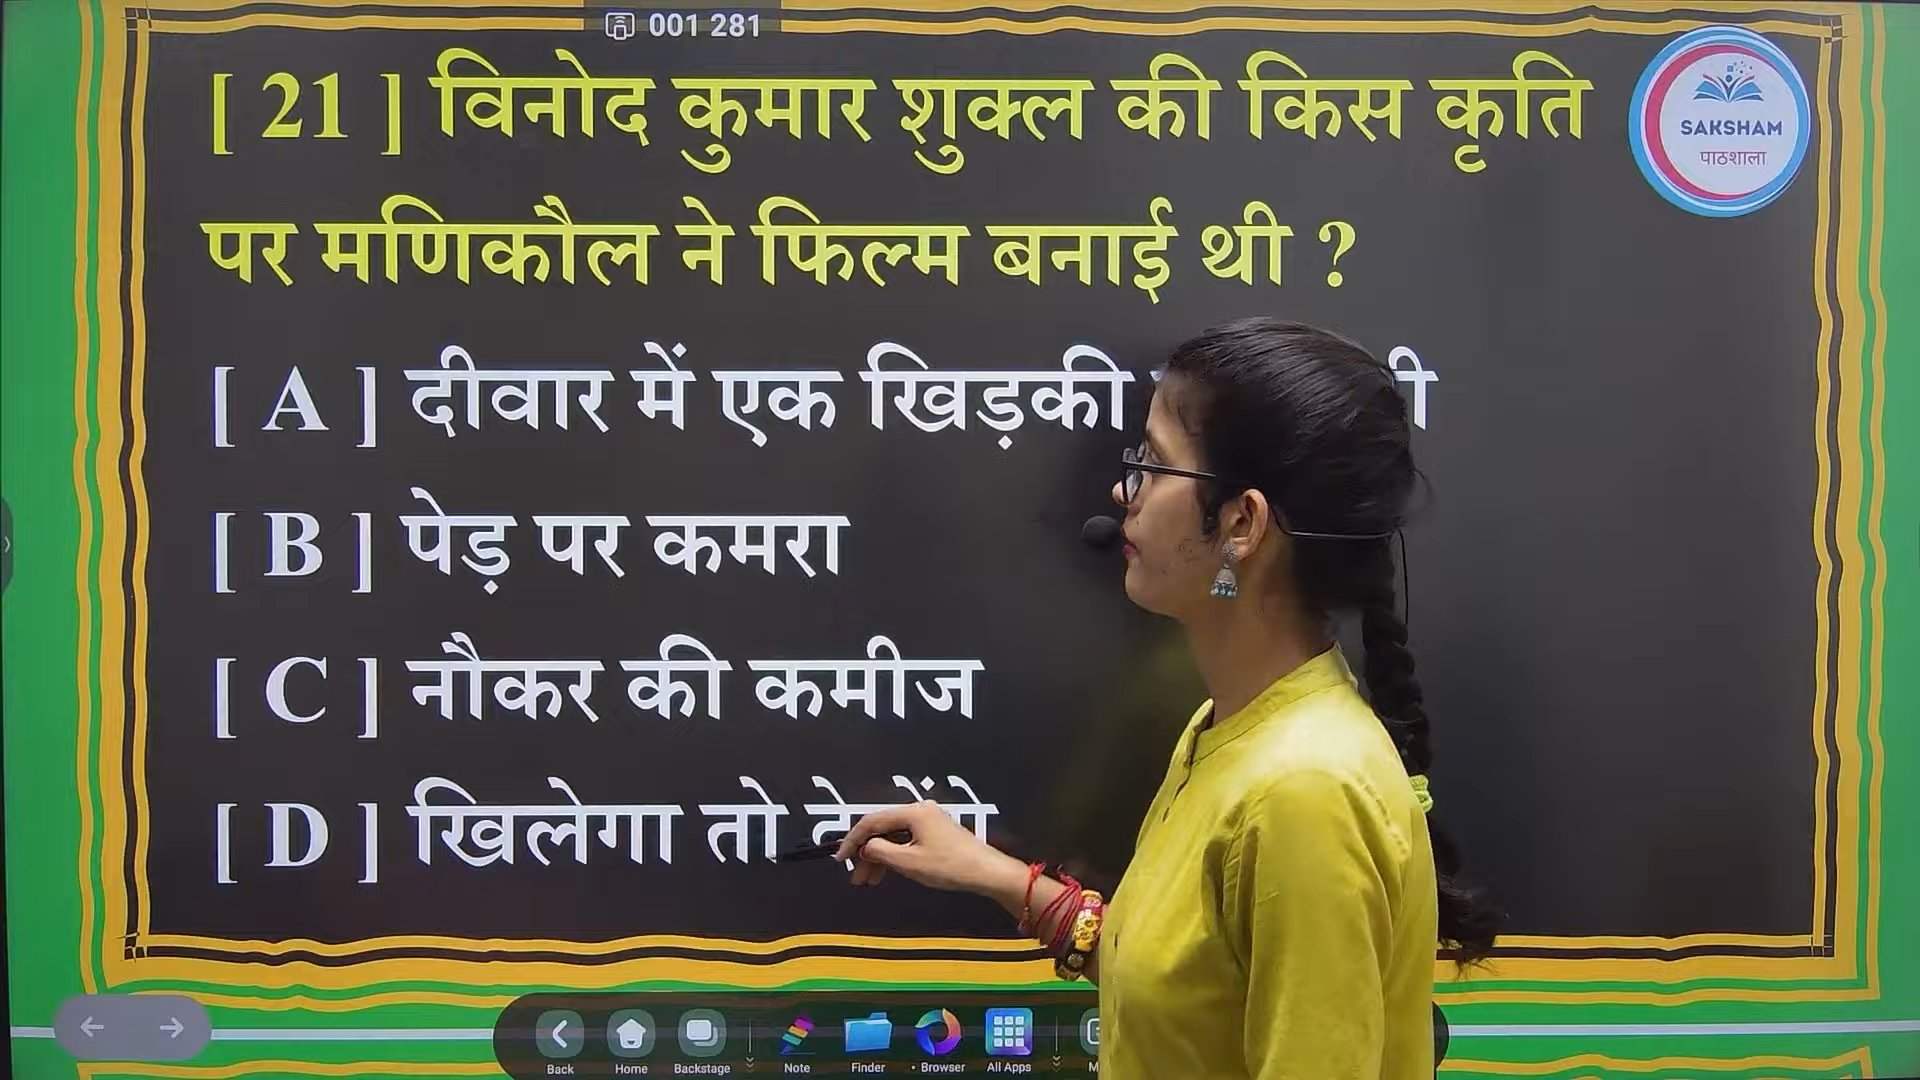 001 281
[ 21 ] विनोद कुमार शुक्ल की किस कृति
पर मणिकौल ने फिल्म बनाई थी ?
[ A ] दीवार में एक खिड़की
[ B ] पेड़ पर कमरा
[ C ] नौकर की कमीज
[ D ] खिलेगा तो
SAKSHAM
पाठशाला
Back Home Backstage Note Finder Browser All Apps